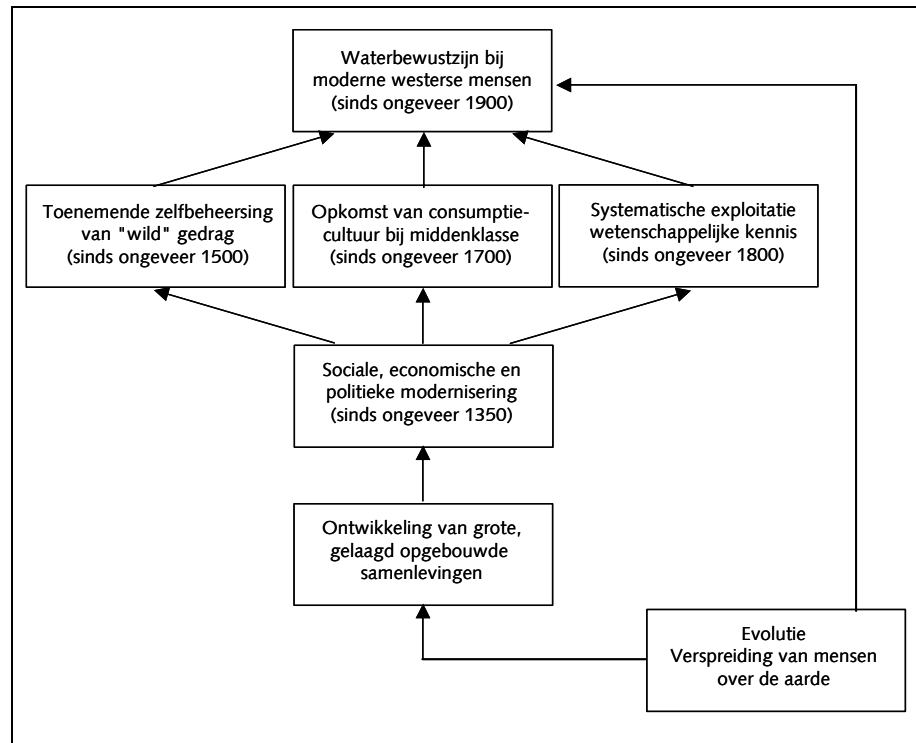 Waterbewustzijn bij
moderne westerse mensen
(sinds ongeveer 1900)
Toenemende zelfbeheersing
van "wild" gedrag
(sinds ongeveer 1500)
Opkomst van consumptie-
cultuur bij middenklasse
(sinds ongeveer 1700)
Systematische exploitatie
wetenschappelijke kennis
(sinds ongeveer 1800)
Sociale, economische en
politieke modernisering
(sinds ongeveer 1350)
Ontwikkeling van grote,
gelaagd opgebouwde
samenlevingen
Evolutie
Verspreiding van mensen
over de aarde